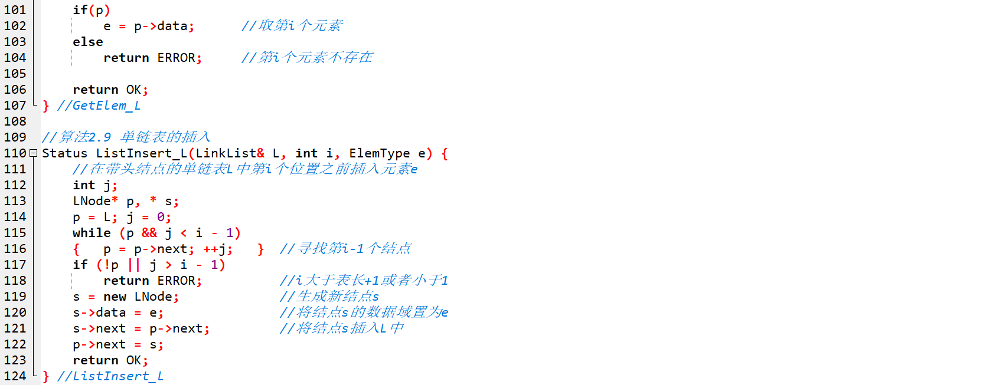 101 if(p)
102 e = p->data; //取第i个元素
103 else
104 return ERROR; //第i个元素不存在
105
106 return OK;
107 } //GetElem_L
108
109 //算法2.9 单链表的插入
110 Status ListInsert_L(LinkList& L, int i, ElemType e) {
111 //在带头结点的单链表L中第i个位置之前插入元素e
112 int j;
113 LNode* p, * s;
114 p = L; j = 0;
115 while (p && j < i - 1)
116 { p = p->next; ++j; } //寻找第i-1个结点
117 if (!p || j > i - 1)
118 return ERROR; //i大于表长+1或者小于1
119 s = new LNode; //生成新结点s
120 s->data = e; //将结点s的数据域置为e
121 s->next = p->next; //将结点s插入L中
122 p->next = s;
123 return OK;
124 } //ListInsert_L